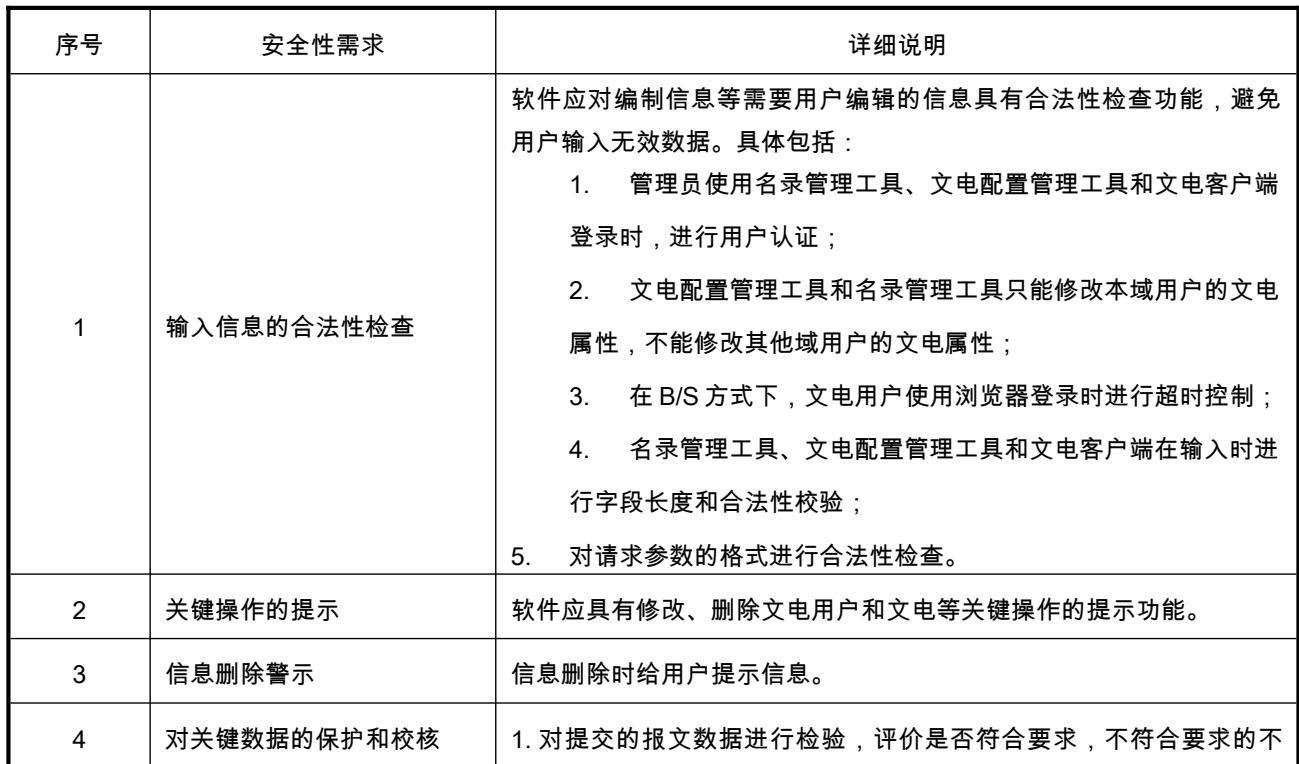 序号 安全性需求 详细说明
软件应对编制信息等需要用户编辑的信息具有合法性检查功能，避免
用户输入无效数据。具体包括：
1. 管理员使用名录管理工具、文电配置管理工具和文电客户端
登录时，进行用户认证；
2. 文电配置管理工具和名录管理工具只能修改本域用户的文电
1 输入信息的合法性检查
属性，不能修改其他域用户的文电属性；
3. 在 B/S 方式下，文电用户使用浏览器登录时进行超时控制；
4. 名录管理工具、文电配置管理工具和文电客户端在输入时进
行字段长度和合法性校验；
5. 对请求参数的格式进行合法性检查。
2 关键操作的提示 软件应具有修改、删除文电用户和文电等关键操作的提示功能。
3 信息删除警示 信息删除时给用户提示信息。
4 对关键数据的保护和校核 1. 对提交的报文数据进行检验，评价是否符合要求，不符合要求的不